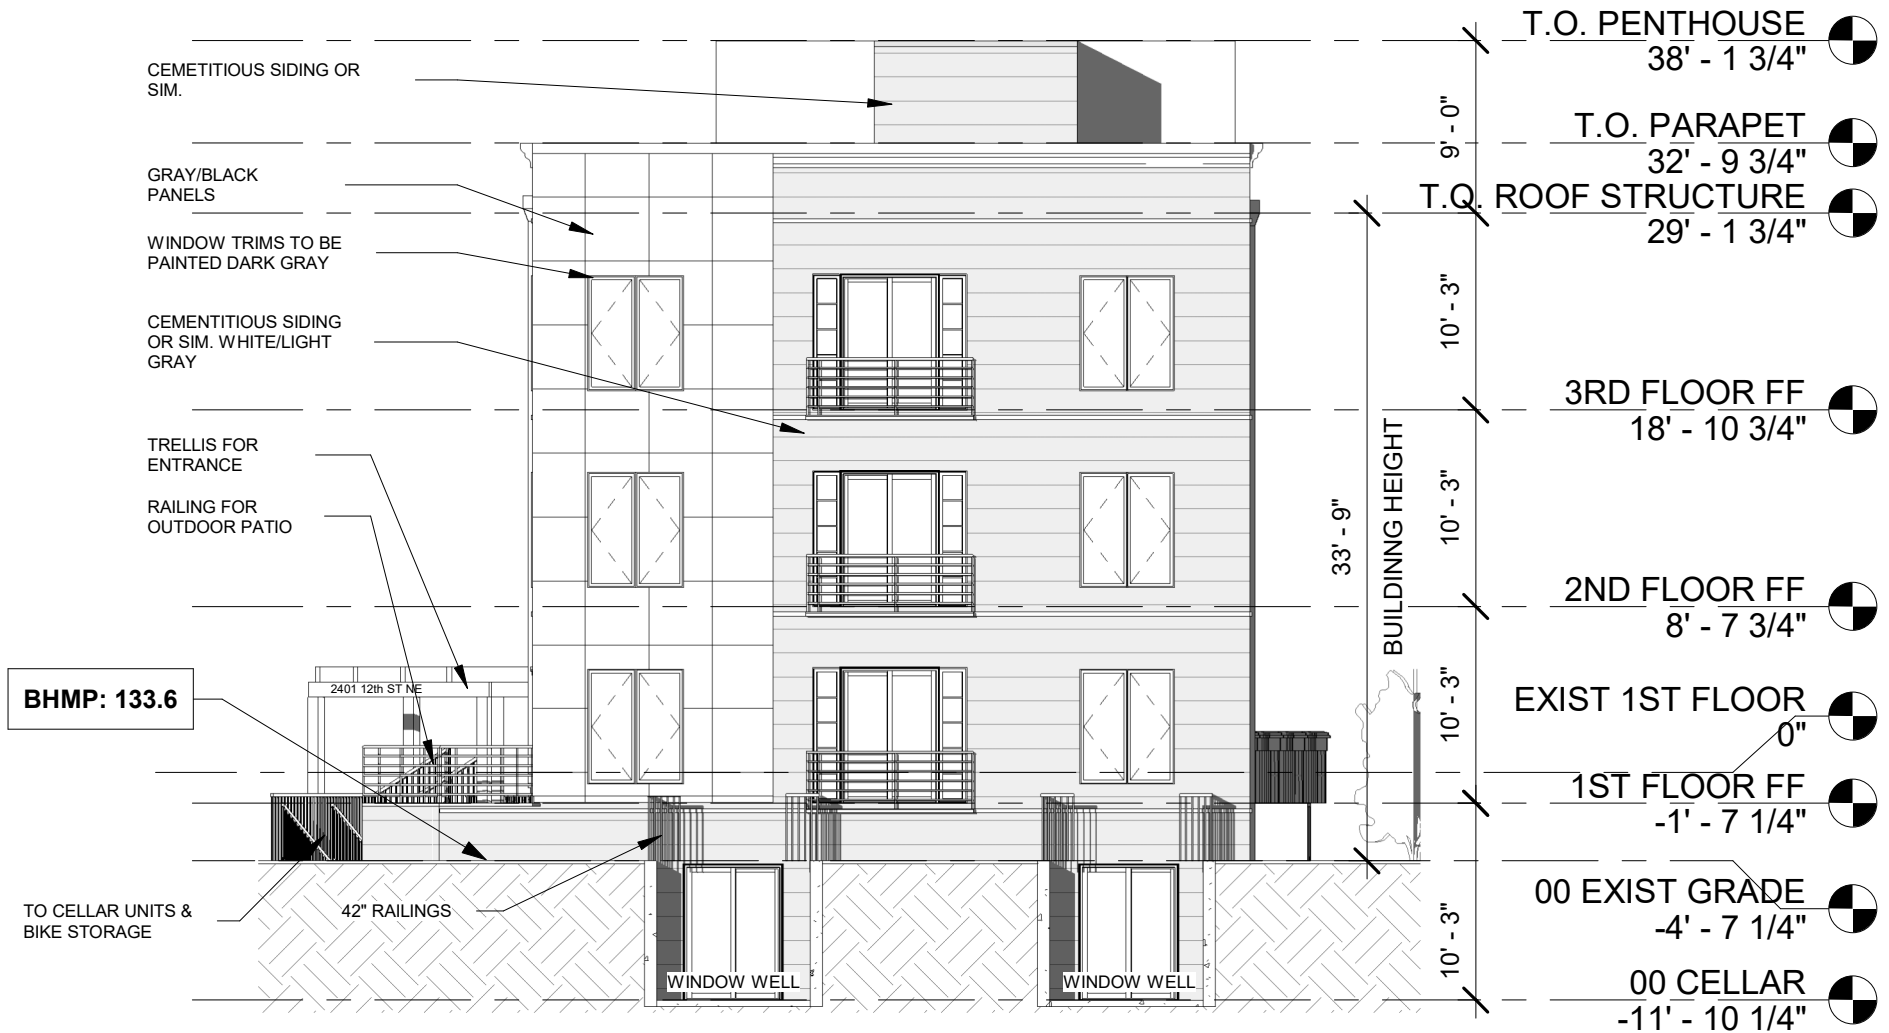 CEMETITIOUS SIDING OR
SIM.
GRAY/BLACK
PANELS
WINDOW TRIMS TO BE
PAINTED DARK GRAY
CEMENTITIOUS SIDING
OR SIM. WHITE/LIGHT
GRAY
TRELLIS FOR
ENTRANCE
RAILING FOR
OUTDOOR PATIO
BHMP: 133.6
2401 12th ST NE
TO CELLAR UNITS &
BIKE STORAGE
42" RAILINGS
WINDOW WELL
WINDOW WELL
33' - 9"
BUILDINNG HEIGHT
9' - 0"
10' - 3"
10' - 3"
10' - 3"
10' - 3"
T.O. PENTHOUSE
38' - 1 3/4"
T.O. PARAPET
32' - 9 3/4"
T.O. ROOF STRUCTURE
29' - 1 3/4"
3RD FLOOR FF
18' - 10 3/4"
2ND FLOOR FF
8' - 7 3/4"
EXIST 1ST FLOOR
0"
1ST FLOOR FF
-1' - 7 1/4"
00 EXIST GRADE
-4' - 7 1/4"
00 CELLAR
-11' - 10 1/4"